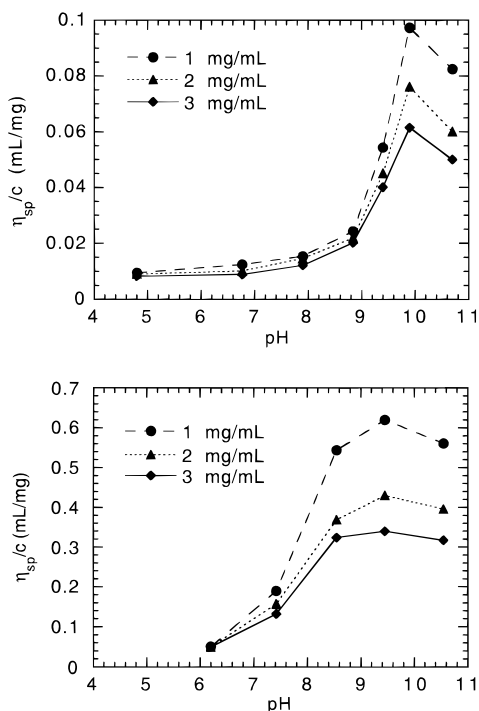 0.1
0.08
0.06
0.04
0.02
0
ηsp/c (mL/mg)
1 mg/mL
2 mg/mL
3 mg/mL
4 5 6 7 8 9 10 11
pH
0.7
0.6
0.5
0.4
0.3
0.2
0.1
0
ηsp/c (mL/mg)
1 mg/mL
2 mg/mL
3 mg/mL
4 5 6 7 8 9 10 11
pH